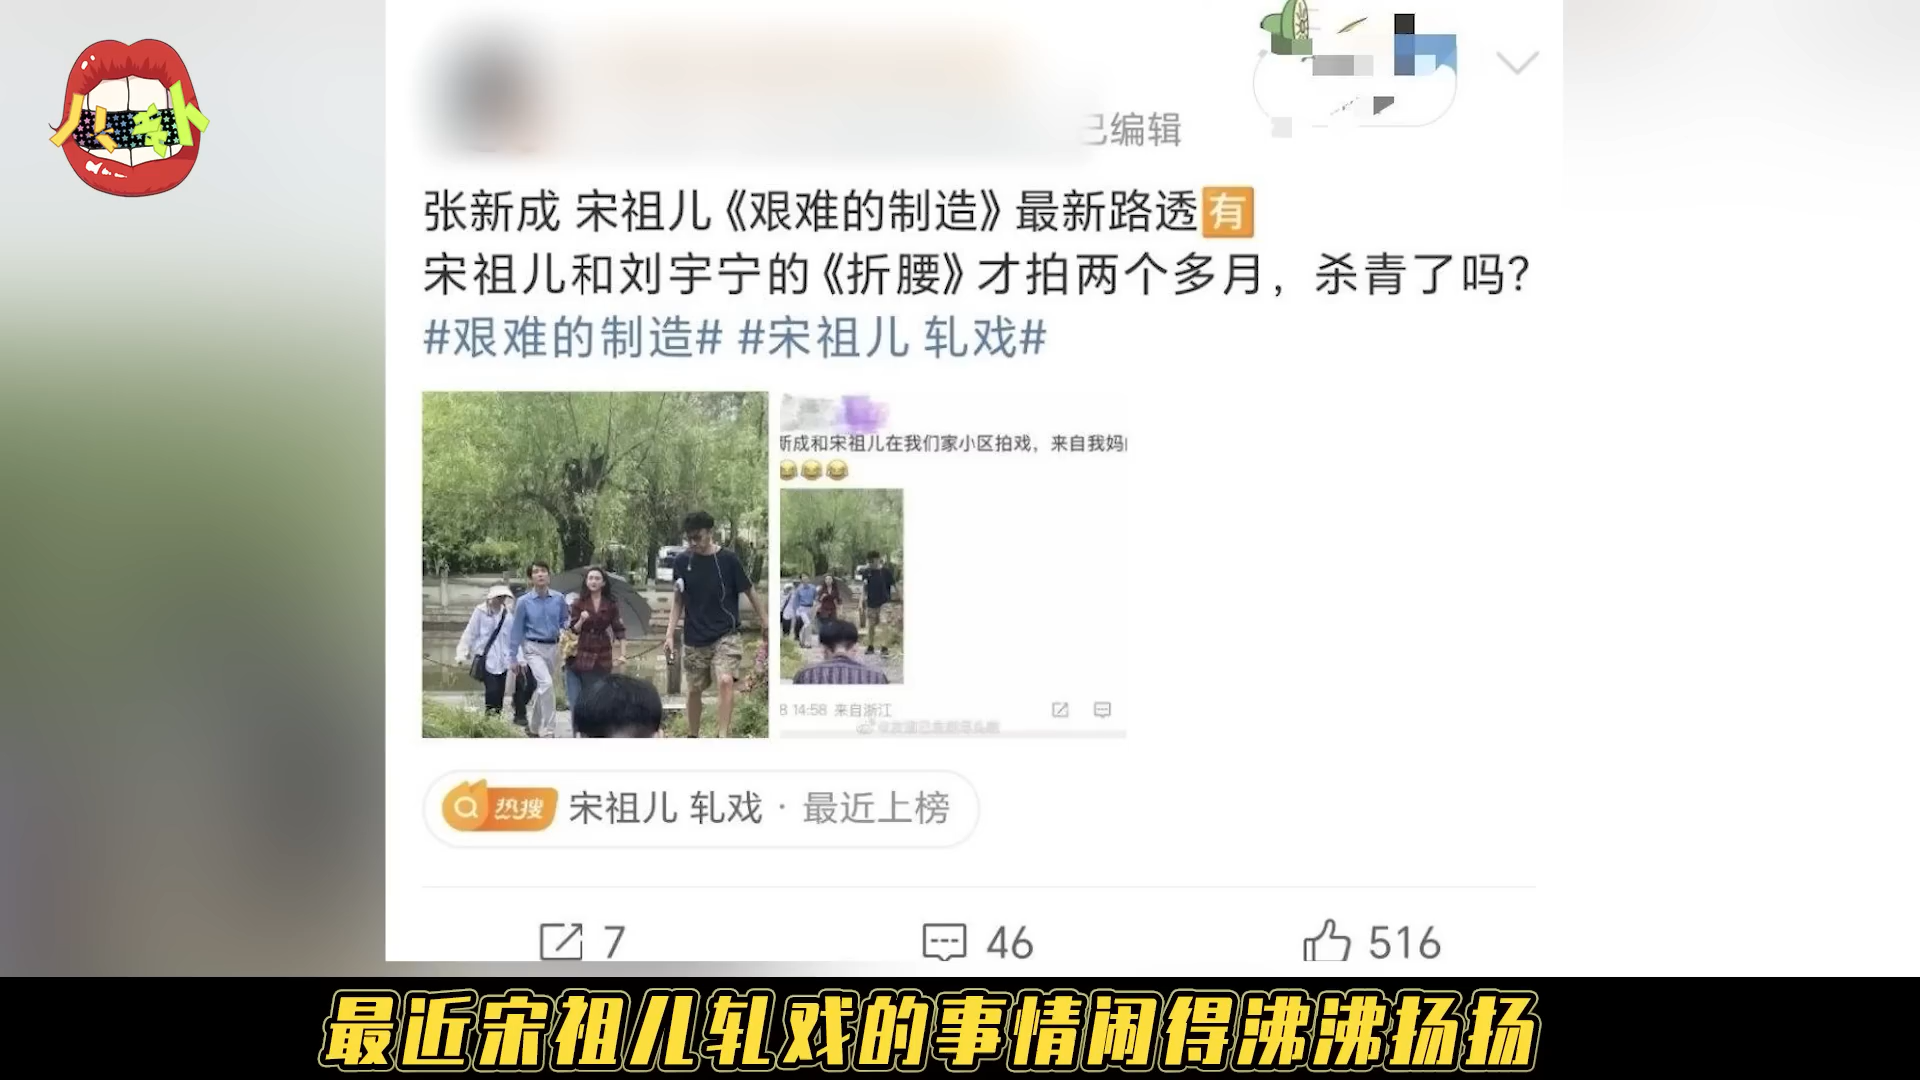 八卦
已编辑
张新成 宋祖儿《艰难的制造》最新路透有
宋祖儿和刘宇宁的《折腰》才拍两个多月，杀青了吗？
#艰难的制造# #宋祖儿 轧戏#
新成和宋祖儿在我们家小区拍戏，来自我妈
8 14:58 来自浙江
热搜 宋祖儿 轧戏 · 最近上榜
7
46
516
最近宋祖儿轧戏的事情闹得沸沸扬扬